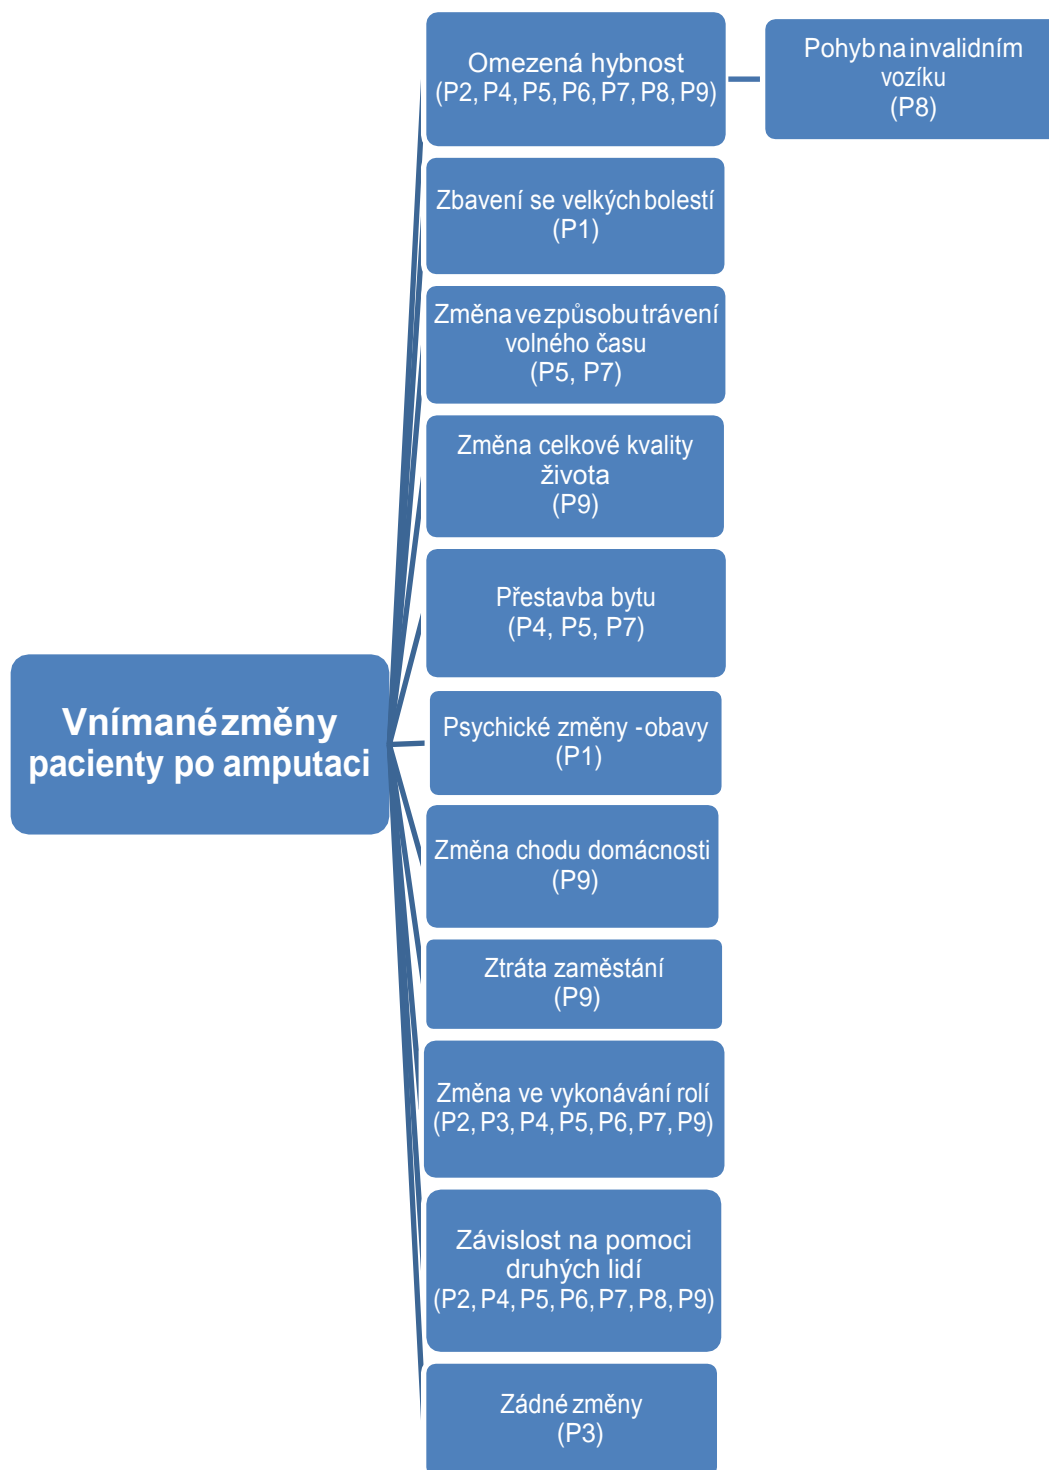 Omezená hybnost
(P2, P4, P5, P6, P7, P8, P9)
Pohyb na invalidním
vozíku
(P8)
Zbavení se velkých bolestí
(P1)
Změna ve způsobu trávení
volného času
(P5, P7)
Změna celkové kvality
života
(P9)
Přestavba bytu
(P4, P5, P7)
Vnímané změny
pacienty po amputaci
Psychické změny - obavy
(P1)
Změna chodu domácnosti
(P9)
Ztráta zaměstání
(P9)
Změna ve vykonávání rolí
(P2, P3, P4, P5, P6, P7, P9)
Závislost na pomoci
druhých lidí
(P2, P4, P5, P6, P7, P8, P9)
Zádné změny
(P3)